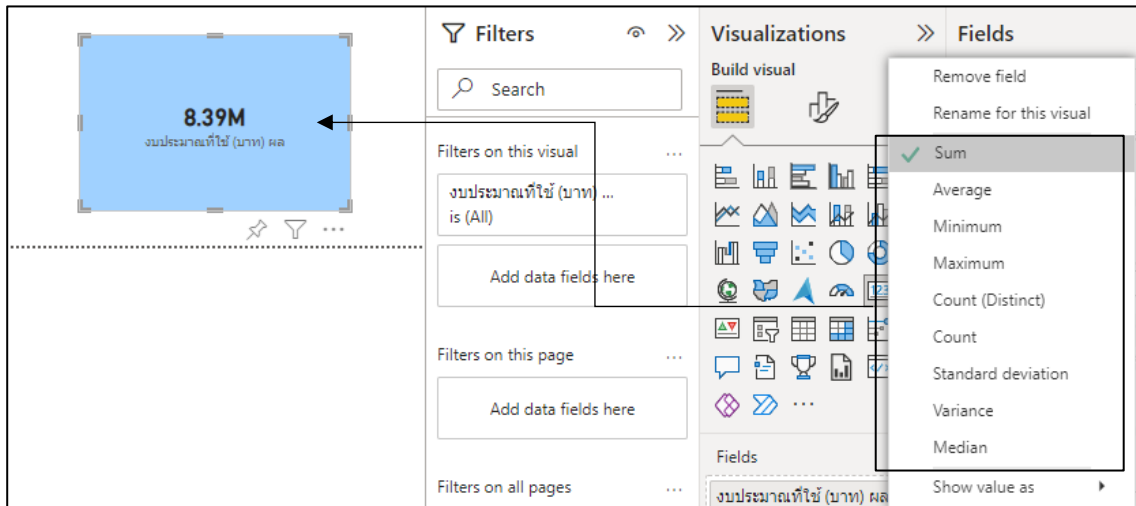 8.39M
งบประมาณที่ใช้ (บาท) ผล
...
Filters
Search
Filters on this visual
...
งบประมาณที่ใช้ (บาท) ...
is (All)
Add data fields here
Filters on this page
...
Add data fields here
Filters on all pages
...
Visualizations
Build visual
123
...
Fields
งบประมาณที่ใช้ (บาท) ผล
Fields
Remove field
Rename for this visual
Sum
Average
Minimum
Maximum
Count (Distinct)
Count
Standard deviation
Variance
Median
Show value as